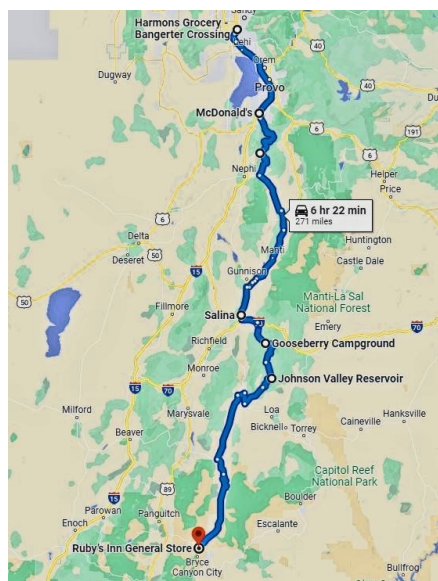 Sandy
Harmons Grocery -
Bangerter Crossing
Lehi
40
Orem
Dugway
Provo
40
McDonald's
6
191
Nephi
Helper
Price
6 hr 22 min
271 miles
6
Delta
Manti
Huntington
Deseret
50
Castle Dale
15
Gunnison
50
Manti-La Sal
National Forest
Fillmore
Salina
Emery
70
Richfield
Gooseberry Campground
Monroe
70
Johnson Valley Reservoir
15
Milford
Marysvale
Loa
Hanksville
Bicknell
Torrey
Caineville
Beaver
Capitol Reef
National Park
89
15
Boulder
Parowan
Panguitch
Enoch
Escalante
Ruby's Inn General Store
Bryce
Canyon City
Bullfrog